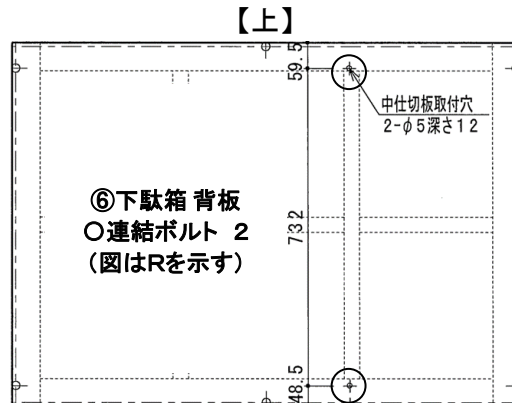 【上】
59.5
中仕切板取付穴
2-φ5深さ12
⑥下駄箱 背板
○連結ボルト 2
(図はRを示す)
732
48.5